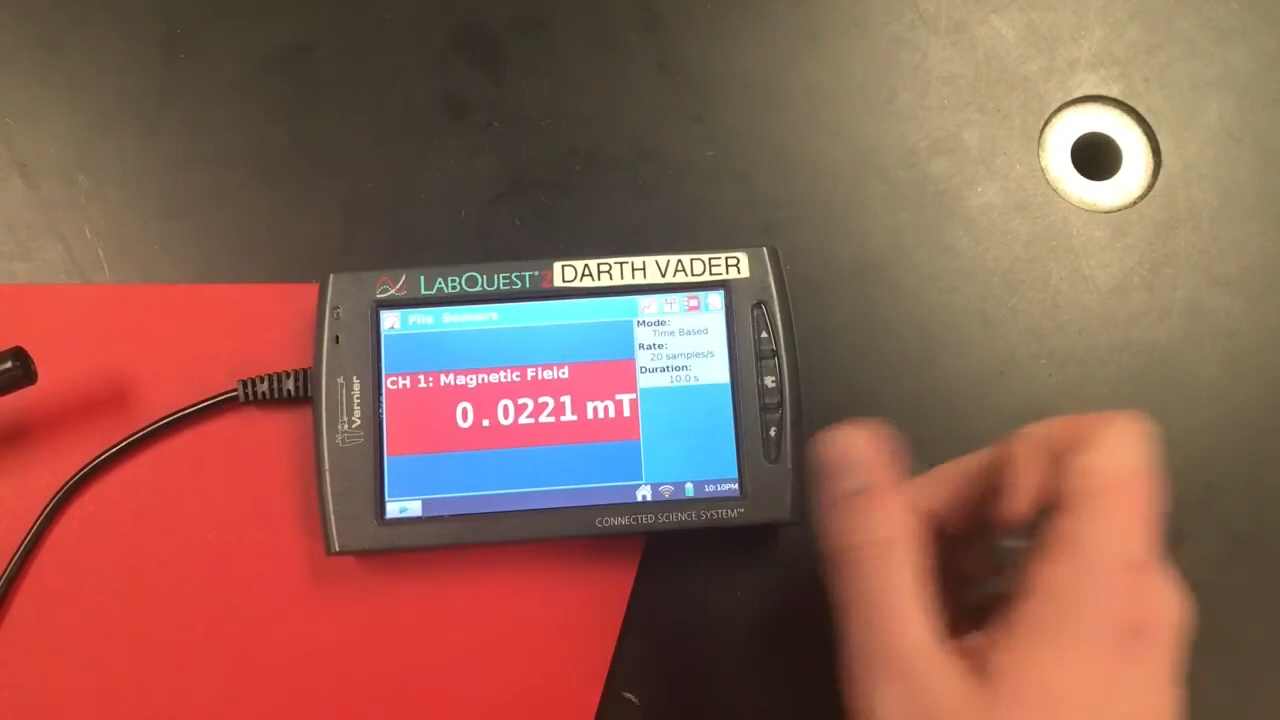 LABQUEST® 2
DARTH VADER
File Sensors
Mode:
Time Based
Rate:
20 samples/s
Duration:
10.0 s
CH 1: Magnetic Field
0.0221 mT
Vernier
10:10PM
CONNECTED SCIENCE SYSTEM™